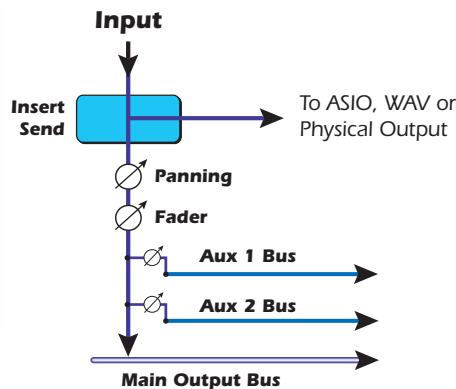 Input
Insert
Send
To ASIO, WAV or
Physical Output
Panning
Fader
Aux 1 Bus
Aux 2 Bus
Main Output Bus